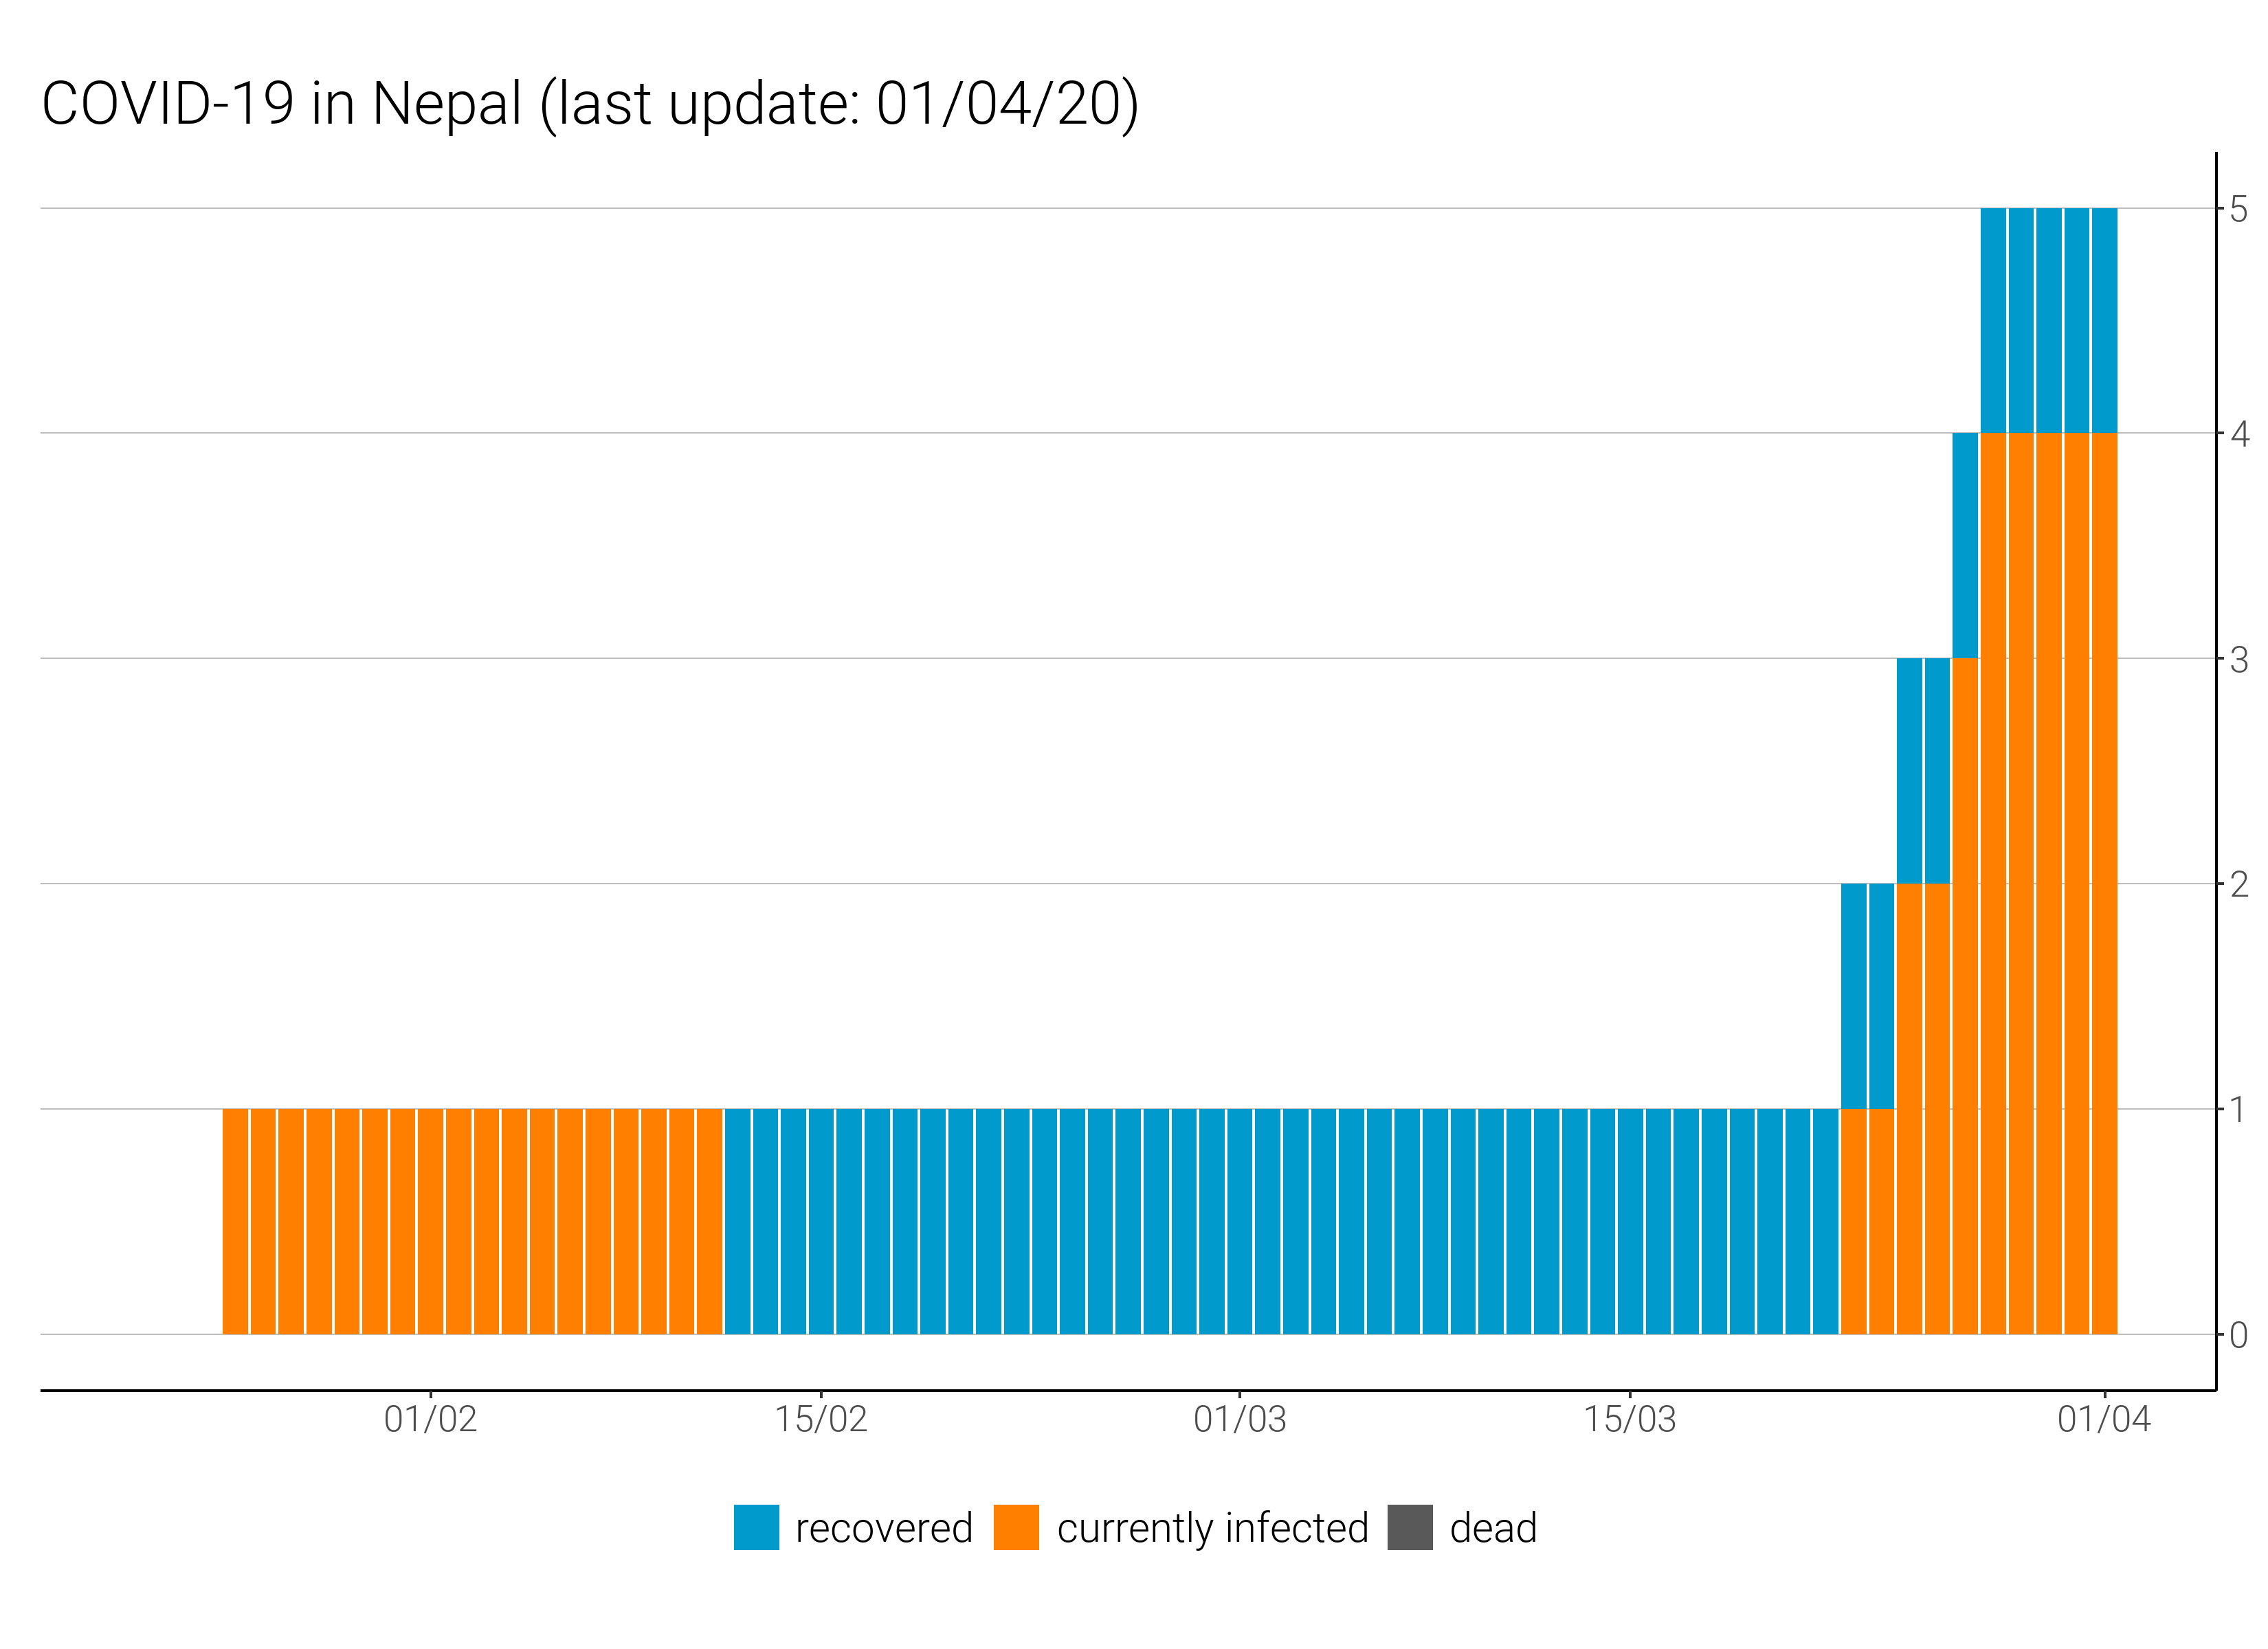 COVID-19 in Nepal (last update: 01/04/20)
5
4
3
2
1
0
01/02 15/02 01/03 15/03 01/04
recovered currently infected dead